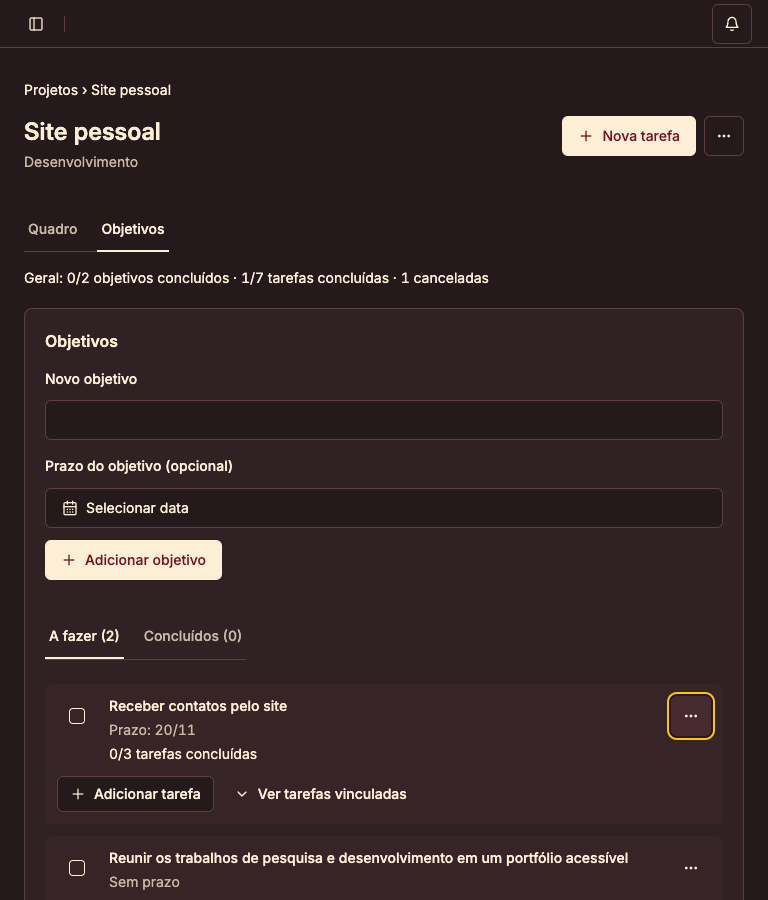 Projetos › Site pessoal
Site pessoal
Desenvolvimento
Nova tarefa
Quadro
Objetivos
Geral: 0/2 objetivos concluídos · 1/7 tarefas concluídas · 1 canceladas
Objetivos
Novo objetivo
Prazo do objetivo (opcional)
Selecionar data
Adicionar objetivo
A fazer (2)
Concluídos (0)
Receber contatos pelo site
Prazo: 20/11
0/3 tarefas concluídas
Adicionar tarefa
Ver tarefas vinculadas
Reunir os trabalhos de pesquisa e desenvolvimento em um portfólio acessível
Sem prazo